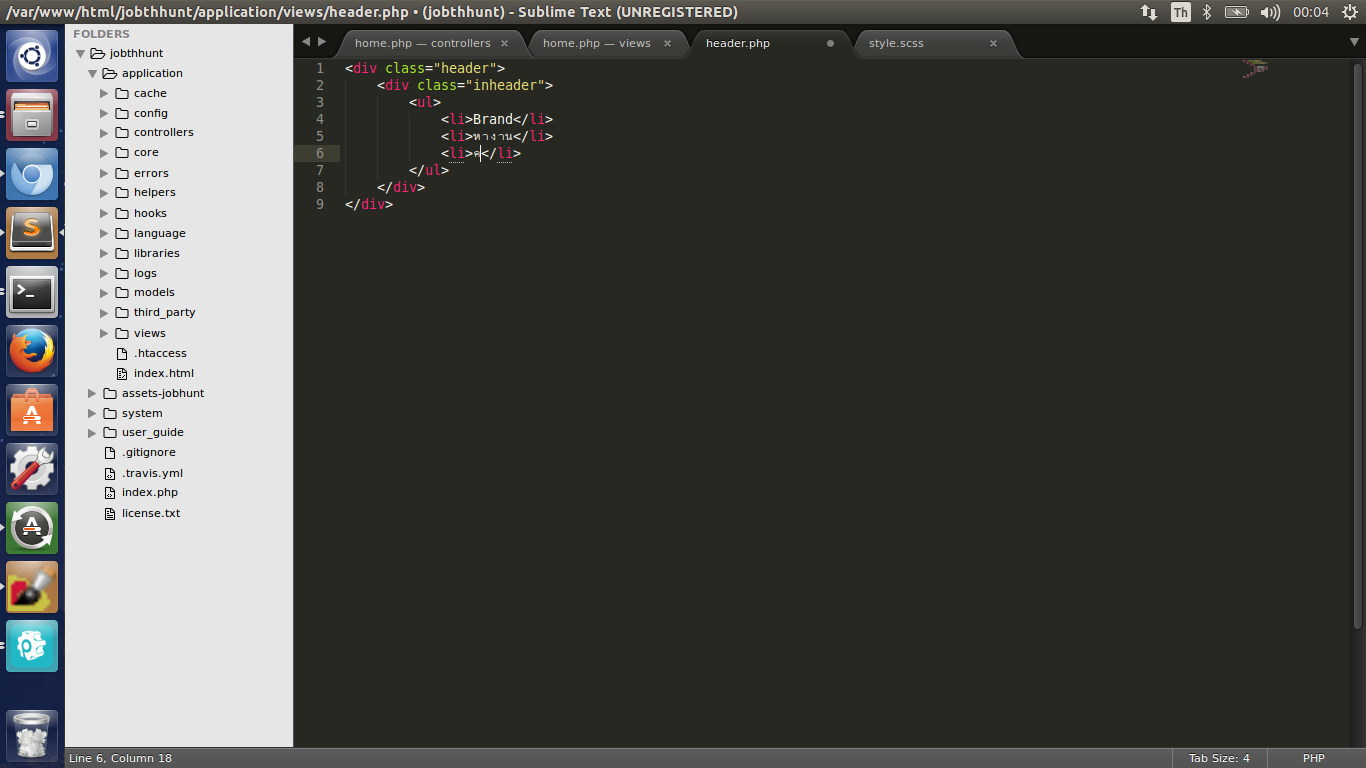 /var/www/html/jobthhunt/application/views/header.php • (jobthhunt) - Sublime Text (UNREGISTERED)
Th
00:04
FOLDERS
jobthhunt
application
cache
config
controllers
core
errors
helpers
hooks
language
libraries
logs
models
third_party
views
.htaccess
index.html
assets-jobhunt
system
user_guide
.gitignore
.travis.yml
index.php
license.txt
home.php — controllers
home.php — views
header.php
style.scss
1 <div class="header">
2 <div class="inheader">
3 <ul>
4 <li>Brand</li>
5 <li>หางาน</li>
6 <li></li>
7 </ul>
8 </div>
9 </div>
Line 6, Column 18
Tab Size: 4
PHP